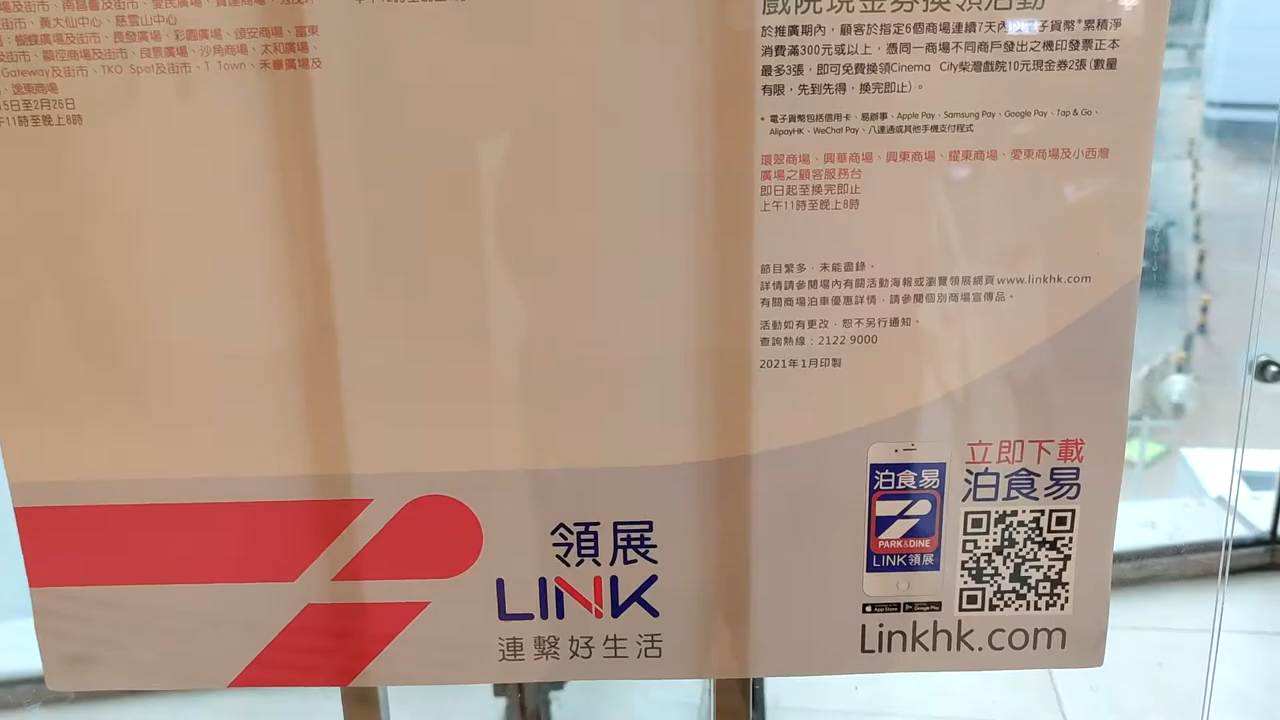 街市、黃大仙中心、慈雲山中心
：蝴蝶廣場及街市、長發廣場、彩園廣場、頌安商場、富東
及街市、顯徑商場及街市、良景廣場、沙角商場、太和廣場、
Gateway及街市、TKO Spot及街市、T Town、禾輋廣場及
、逸東商場
5日至2月26日
午11時至晚上8時
戲院現金券換領活動
於推廣期內，顧客於指定6個商場連續7天內以電子貨幣*累積淨
消費滿300元或以上，憑同一商場不同商戶發出之機印發票正本
最多3張，即可免費換領Cinema City柴灣戲院10元現金券2張(數量
有限，先到先得，換完即止)。
* 電子貨幣包括信用卡、易辦事、Apple Pay、Samsung Pay、Google Pay、Tap & Go、
AlipayHK、WeChat Pay、八達通或其他手機支付程式
環翠商場、興華商場、興東商場、耀東商場、愛東商場及小西灣
廣場之顧客服務台
即日起至換完即止
上午11時至晚上8時
節目繁多，未能盡錄。
詳情請參閱場內有關活動海報或瀏覽領展網頁www.linkhk.com
有關商場泊車優惠詳情，請參閱個別商場宣傳品。
活動如有更改，恕不另行通知。
查詢熱線：2122 9000
2021年1月印製
領展
LINK
連繫好生活
立即下載
泊食易
泊食易
PARK&DINE
LINK領展
App Store
Google Play
Linkhk.com